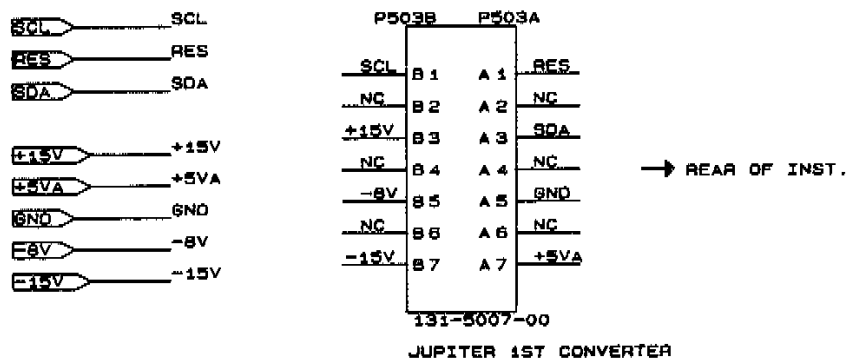 SCL SCL
RES RES
SDA SDA
+15V +15V
+5VA +5VA
GND GND
-8V -8V
-15V -15V
P503B P503A
SCL B1 A1 RES
NC B2 A2 NC
+15V B3 A3 SDA
NC B4 A4 NC
-8V B5 A5 GND
NC B6 A6 NC
-15V B7 A7 +5VA
131-5007-00
JUPITER 1ST CONVERTER
REAR OF INST.